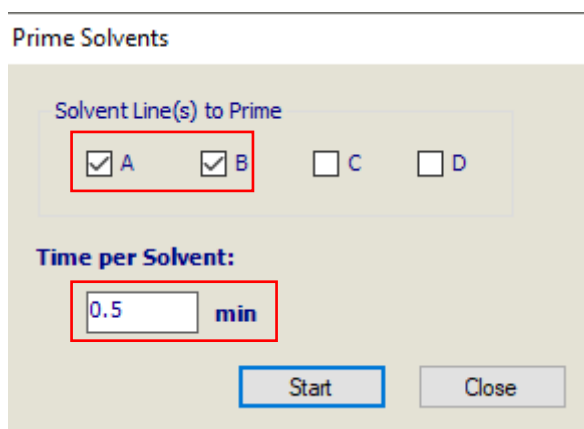 Prime Solvents
Solvent Line(s) to Prime
A B C D
Time per Solvent:
0.5 min
Start Close